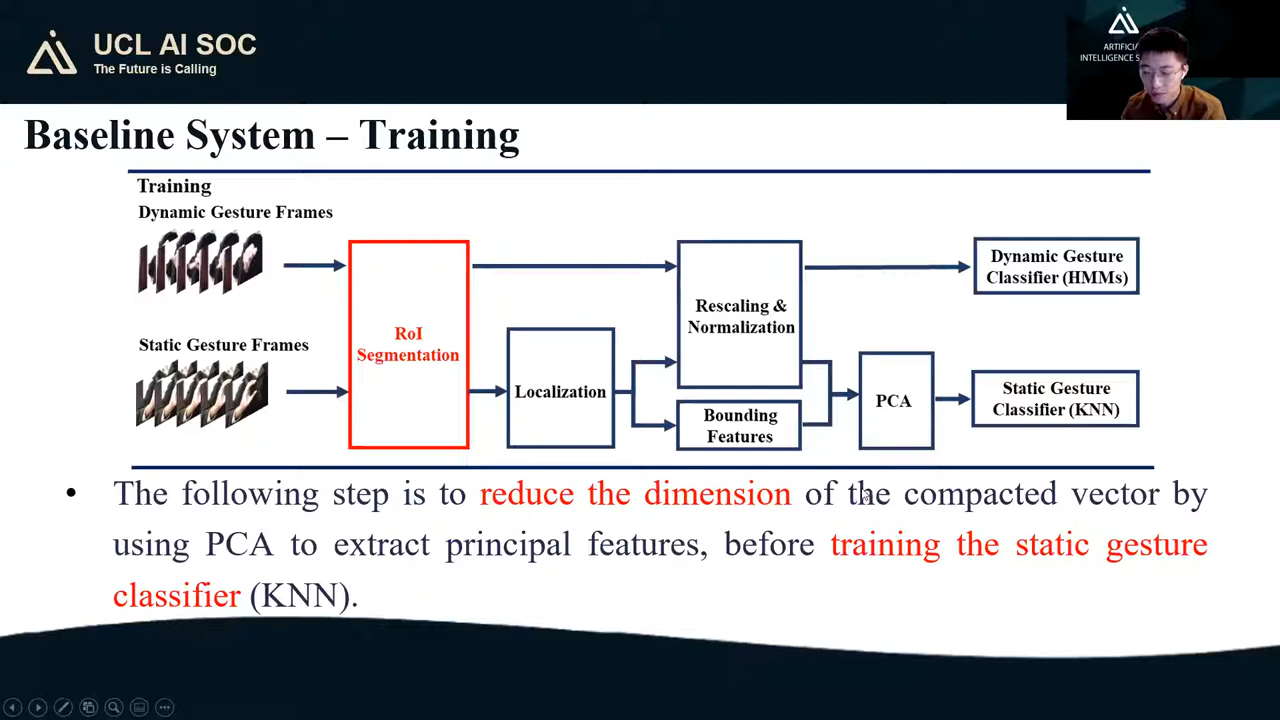 UCL AI SOC
The Future is Calling
ARTIFICIAL
INTELLIGENCE S
Baseline System – Training
Training
Dynamic Gesture Frames
Static Gesture Frames
RoI
Segmentation
Localization
Rescaling &
Normalization
Bounding
Features
PCA
Dynamic Gesture
Classifier (HMMs)
Static Gesture
Classifier (KNN)
• The following step is to reduce the dimension of the compacted vector by
using PCA to extract principal features, before training the static gesture
classifier (KNN).